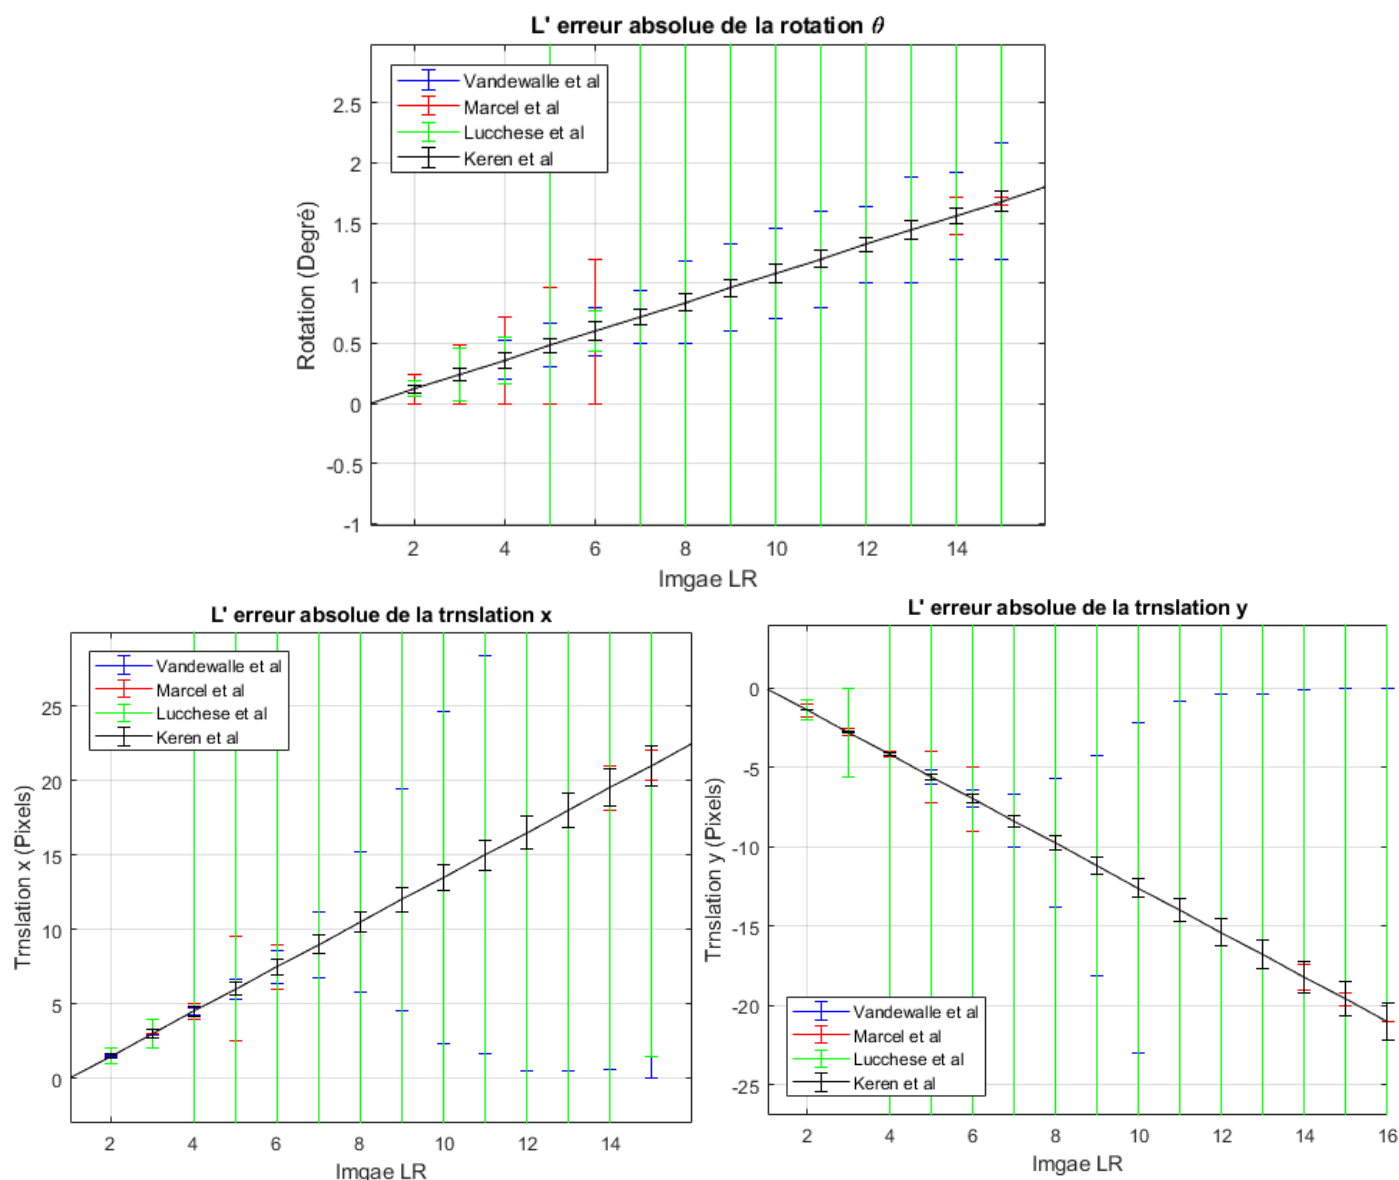 L' erreur absolue de la rotation θ
Vandewalle et al
Marcel et al
Lucchese et al
Keren et al
2.5
2
1.5
1
0.5
0
-0.5
-1
Rotation (Degré)
2 4 6 8 10 12 14
Imgae LR
L' erreur absolue de la trnslation x
Vandewalle et al
Marcel et al
Lucchese et al
Keren et al
25
20
15
10
5
0
Trnslation x (Pixels)
2 4 6 8 10 12 14
Imgae LR
L' erreur absolue de la trnslation y
0
-5
-10
-15
-20
-25
Trnslation y (Pixels)
Vandewalle et al
Marcel et al
Lucchese et al
Keren et al
2 4 6 8 10 12 14 16
Imgae LR